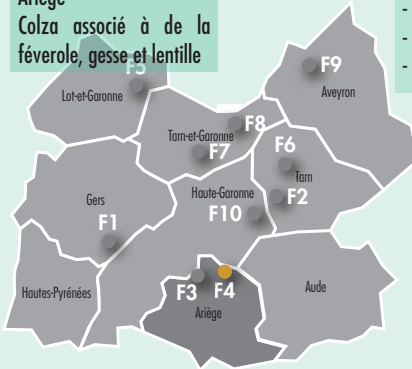 Ariège
Colza associé à de la
féverole, gesse et lentille
-
-
-
F5
Lot-et-Garonne
F9
Aveyron
F8
Tarn-et-Garonne
F7
F6
Tarn
Haute-Garonne
F2
Gers
F10
F1
Hautes-Pyrénées
F3
F4
Ariège
Aude